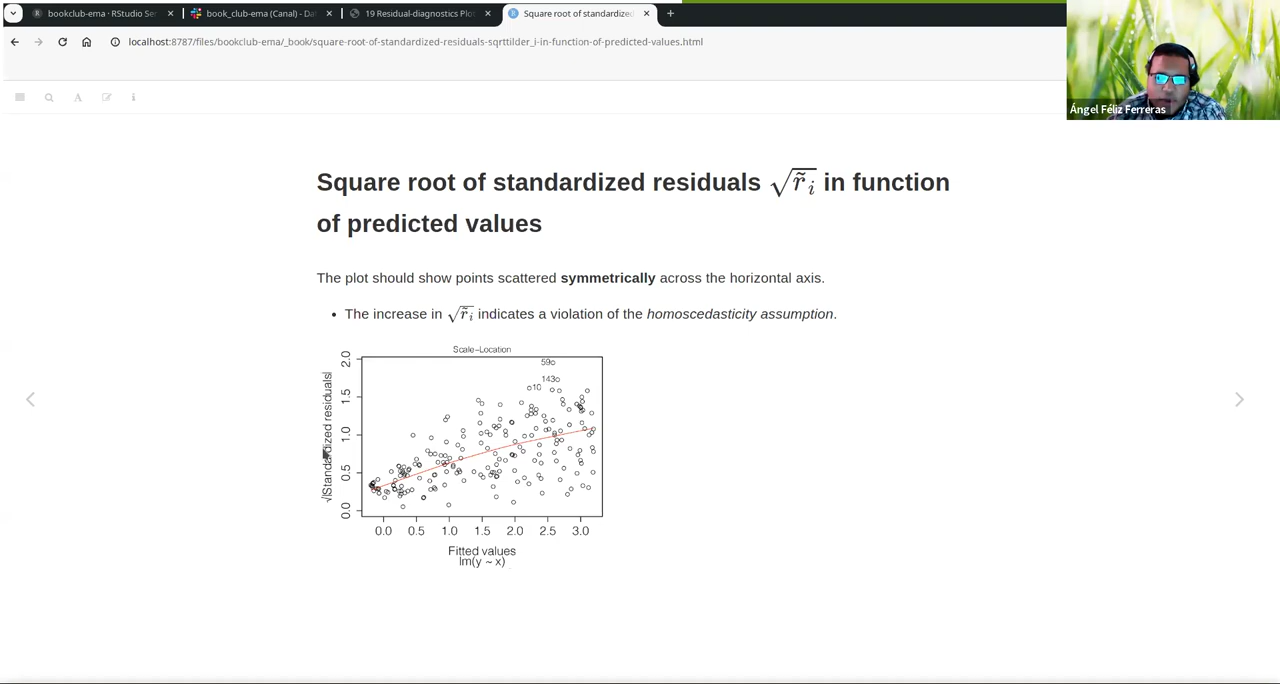 bookclub-ema · RStudio Ser
book_club-ema (Canal) - Da
19 Residual-diagnostics Plo
Square root of standardized
localhost:8787/files/bookclub-ema/_book/square-root-of-standardized-residuals-sqrttilder_i-in-function-of-predicted-values.html
Ángel Féliz Ferreras
Square root of standardized residuals √r̃ᵢ in function
of predicted values
The plot should show points scattered symmetrically across the horizontal axis.
• The increase in √r̃ᵢ indicates a violation of the homoscedasticity assumption.
Scale−Location
59
143
10
2.0
1.5
1.0
0.5
0.0
√|Standardized residuals|
0.0 0.5 1.0 1.5 2.0 2.5 3.0
Fitted values
lm(y ~ x)